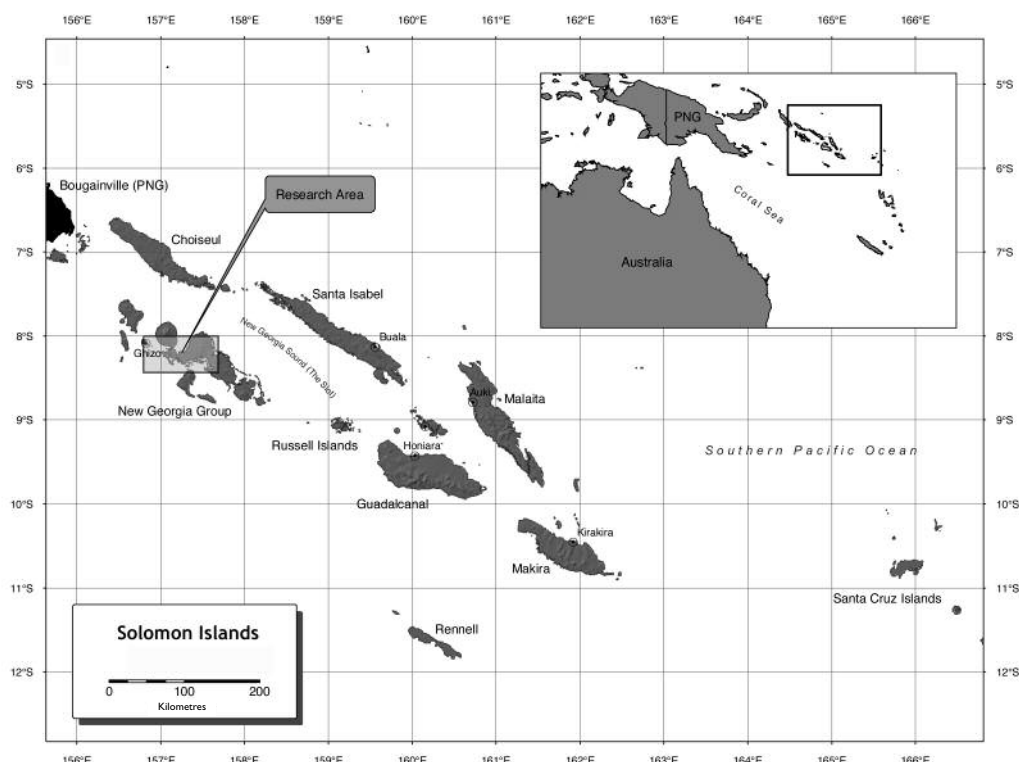 156°E 157°E 158°E 159°E 160°E 161°E 162°E 163°E 164°E 165°E 166°E
5°S 5°S
PNG
6°S 6°S
Bougainville (PNG)
Research Area
Coral Sea
Choiseul
7°S 7°S
Australia
Santa Isabel
New Georgia Sound (The Slot)
8°S 8°S
Buala
Ghizo
Auki
Malaita
New Georgia Group
9°S 9°S
Russell Islands
Honiara
Southern Pacific Ocean
Guadalcanal
10°S 10°S
Kirakira
Makira
11°S 11°S
Santa Cruz Islands
Solomon Islands
Rennell
12°S 12°S
0 100 200
Kilometres
156°E 157°E 158°E 159°E 160°E 161°E 162°E 163°E 164°E 165°E 166°E